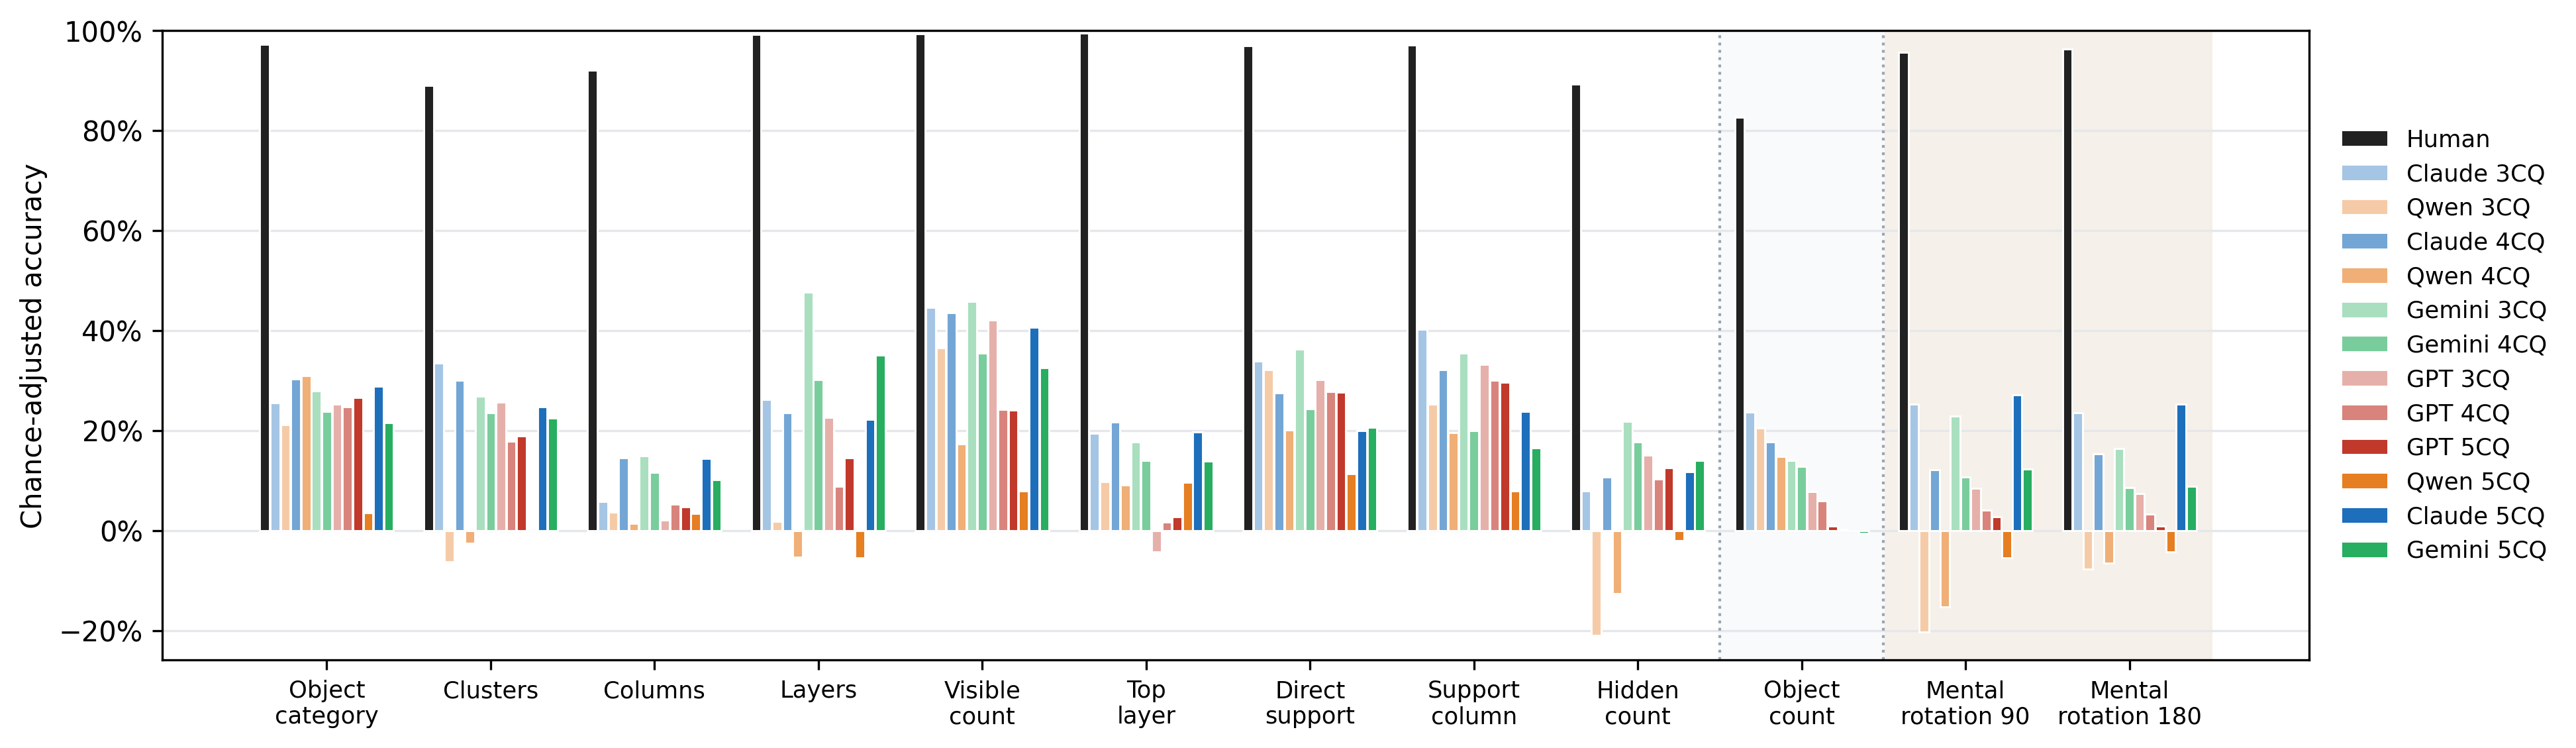 100%
80%
60%
40%
20%
0%
−20%
Chance-adjusted accuracy
Object
category
Clusters
Columns
Layers
Visible
count
Top
layer
Direct
support
Support
column
Hidden
count
Object
count
Mental
rotation 90
Mental
rotation 180
Human
Claude 3CQ
Qwen 3CQ
Claude 4CQ
Qwen 4CQ
Gemini 3CQ
Gemini 4CQ
GPT 3CQ
GPT 4CQ
GPT 5CQ
Qwen 5CQ
Claude 5CQ
Gemini 5CQ